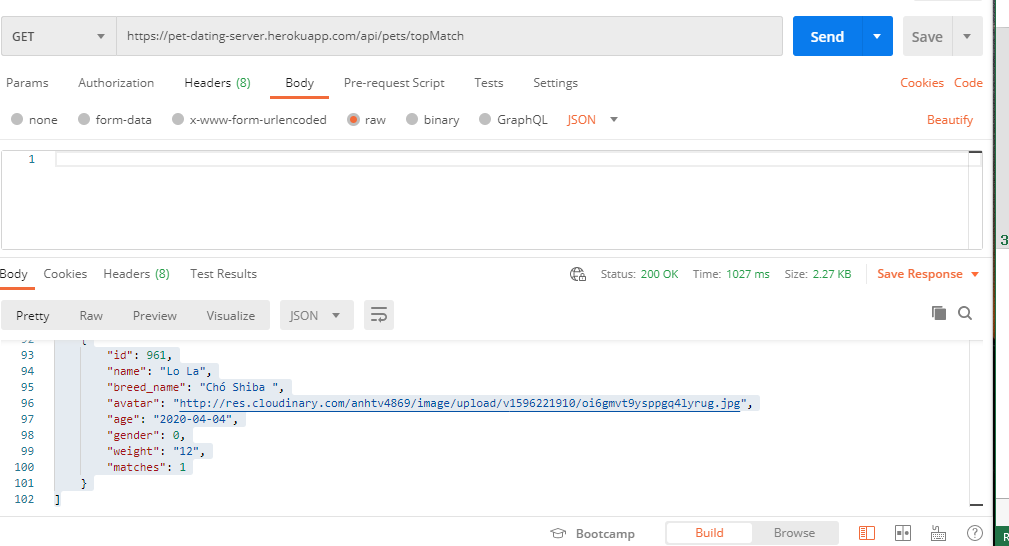 GET https://pet-dating-server.herokuapp.com/api/pets/topMatch Send Save
Params Authorization Headers (8) Body Pre-request Script Tests Settings Cookies Code
none form-data x-www-form-urlencoded raw binary GraphQL JSON Beautify
1
3
Body Cookies Headers (8) Test Results Status: 200 OK Time: 1027 ms Size: 2.27 KB Save Response
Pretty Raw Preview Visualize JSON
92 {
93 "id": 961,
94 "name": "Lo La",
95 "breed_name": "Chó Shiba ",
96 "avatar": "http://res.cloudinary.com/anhtv4869/image/upload/v1596221910/oi6gmvt9ysppgq4lyrug.jpg",
97 "age": "2020-04-04",
98 "gender": 0,
99 "weight": "12",
100 "matches": 1
101 }
102 ]
Bootcamp Build Browse
R